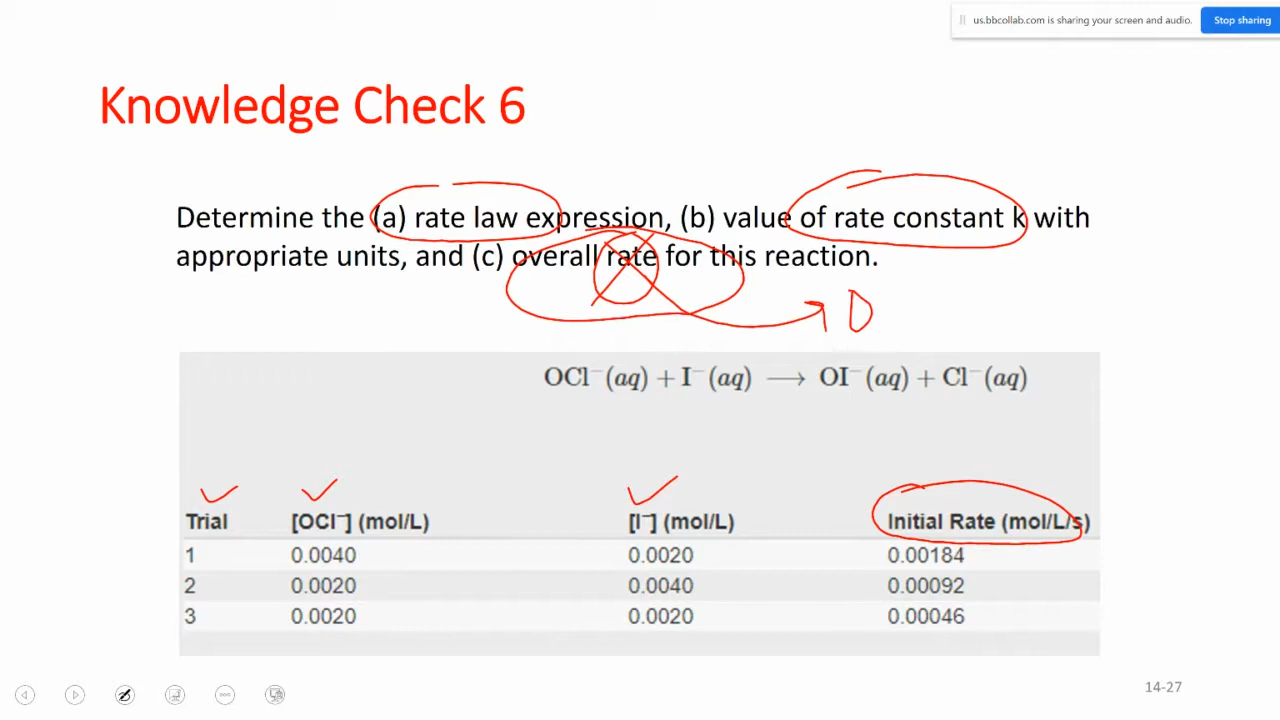 us.bbcollab.com is sharing your screen and audio. Stop sharing
Knowledge Check 6
Determine the (a) rate law expression, (b) value of rate constant k with
appropriate units, and (c) overall rate for this reaction.
D
OCl⁻(aq) + I⁻(aq) ⟶ OI⁻(aq) + Cl⁻(aq)
Trial [OCl⁻] (mol/L) [I⁻] (mol/L) Initial Rate (mol/L/s)
1 0.0040 0.0020 0.00184
2 0.0020 0.0040 0.00092
3 0.0020 0.0020 0.00046
14-27